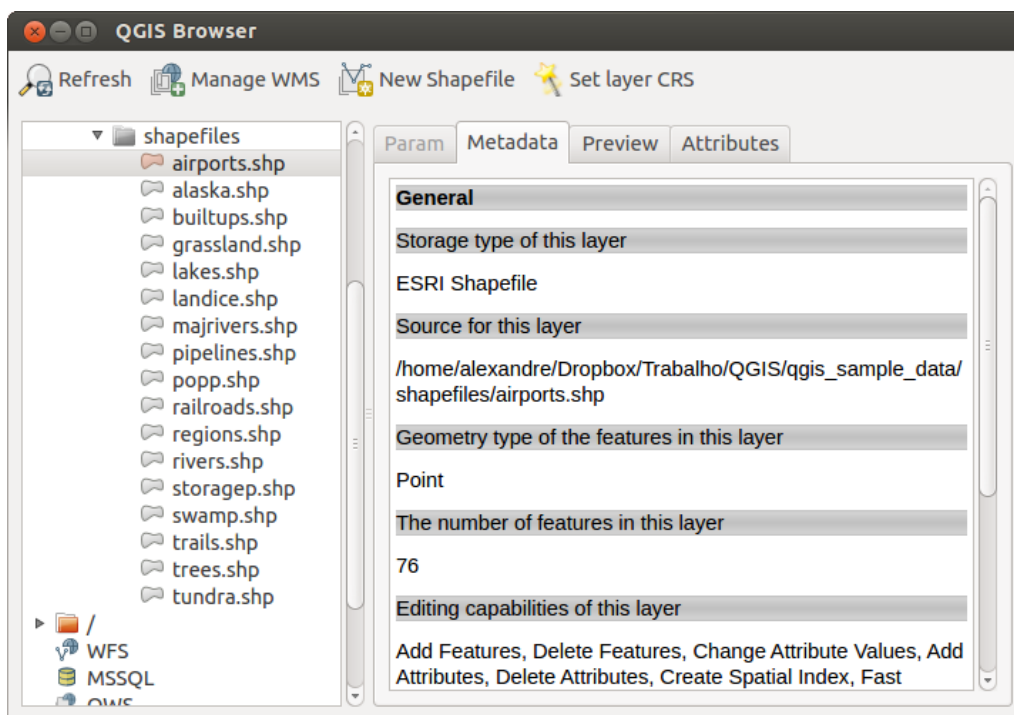 QGIS Browser
Refresh Manage WMS New Shapefile Set layer CRS
shapefiles
airports.shp
alaska.shp
builtups.shp
grassland.shp
lakes.shp
landice.shp
majrivers.shp
pipelines.shp
popp.shp
railroads.shp
regions.shp
rivers.shp
storagep.shp
swamp.shp
trails.shp
trees.shp
tundra.shp
/
WFS
MSSQL
OWS
Param Metadata Preview Attributes
General
Storage type of this layer
ESRI Shapefile
Source for this layer
/home/alexandre/Dropbox/Trabalho/QGIS/qgis_sample_data/
shapefiles/airports.shp
Geometry type of the features in this layer
Point
The number of features in this layer
76
Editing capabilities of this layer
Add Features, Delete Features, Change Attribute Values, Add
Attributes, Delete Attributes, Create Spatial Index, Fast